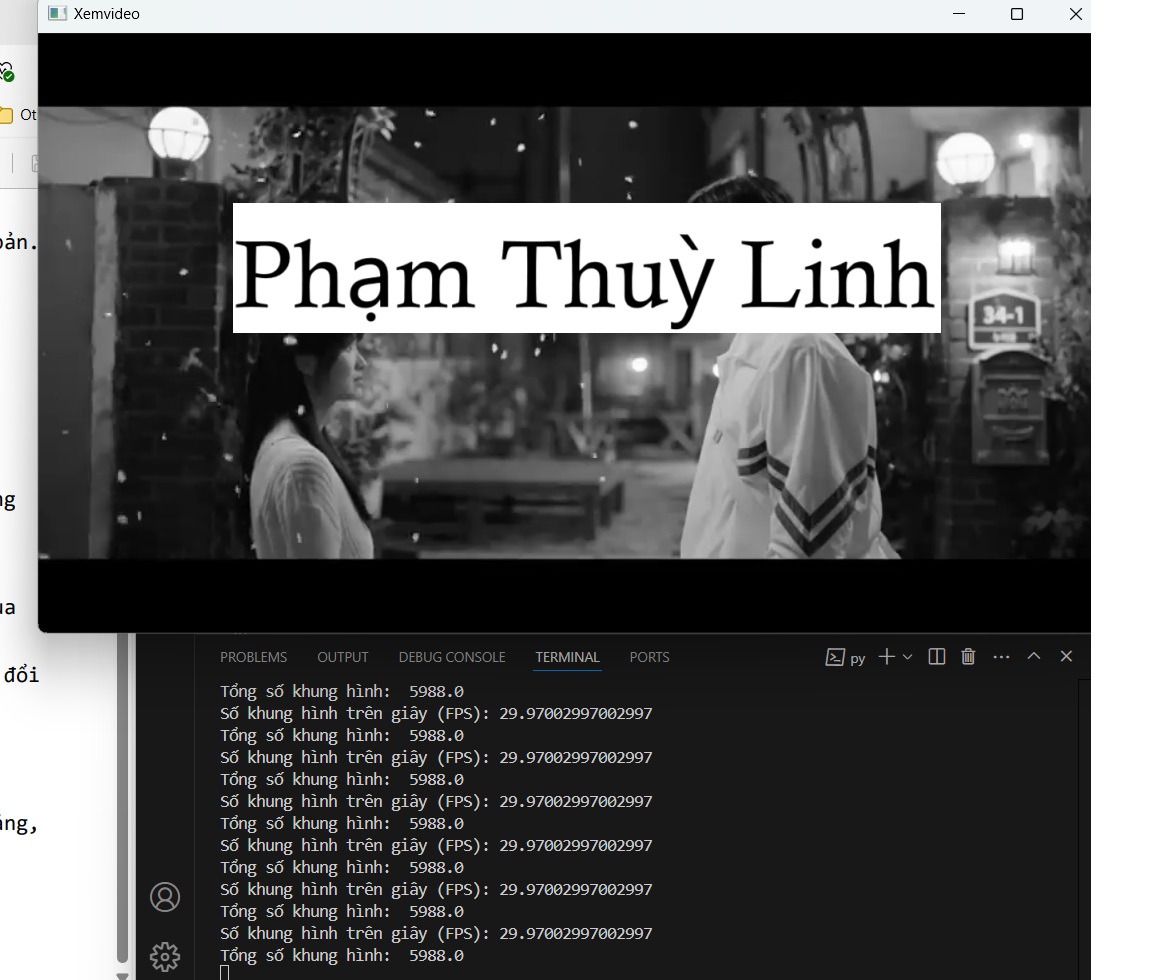 Xemvideo
Ot
bản.
Phạm Thuỳ Linh
34-1
ng
ua
đổi
ảng,
PROBLEMS OUTPUT DEBUG CONSOLE TERMINAL PORTS
py
Tổng số khung hình:  5988.0
Số khung hình trên giây (FPS): 29.97002997002997
Tổng số khung hình:  5988.0
Số khung hình trên giây (FPS): 29.97002997002997
Tổng số khung hình:  5988.0
Số khung hình trên giây (FPS): 29.97002997002997
Tổng số khung hình:  5988.0
Số khung hình trên giây (FPS): 29.97002997002997
Tổng số khung hình:  5988.0
Số khung hình trên giây (FPS): 29.97002997002997
Tổng số khung hình:  5988.0
Số khung hình trên giây (FPS): 29.97002997002997
Tổng số khung hình:  5988.0